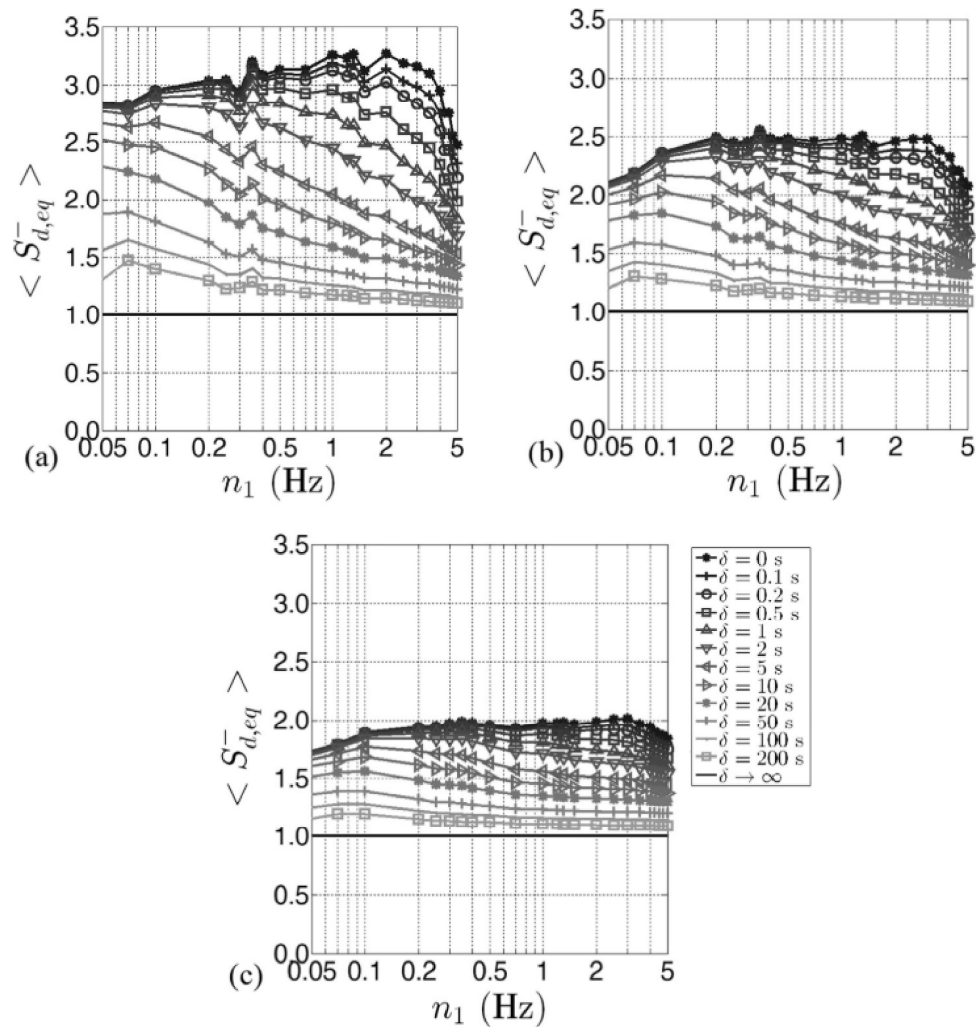 3.5
3.0
2.5
2.0
1.5
1.0
0.5
0.0
< S⁻d,eq >
0.05 0.1 0.2 0.5 1 2 5
n₁ (Hz)
(a)
3.5
3.0
2.5
2.0
1.5
1.0
0.5
0.0
< S⁻d,eq >
0.05 0.1 0.2 0.5 1 2 5
n₁ (Hz)
(b)
3.5
3.0
2.5
2.0
1.5
1.0
0.5
0.0
< S⁻d,eq >
0.05 0.1 0.2 0.5 1 2 5
n₁ (Hz)
(c)
δ = 0 s
δ = 0.1 s
δ = 0.2 s
δ = 0.5 s
δ = 1 s
δ = 2 s
δ = 5 s
δ = 10 s
δ = 20 s
δ = 50 s
δ = 100 s
δ = 200 s
δ → ∞